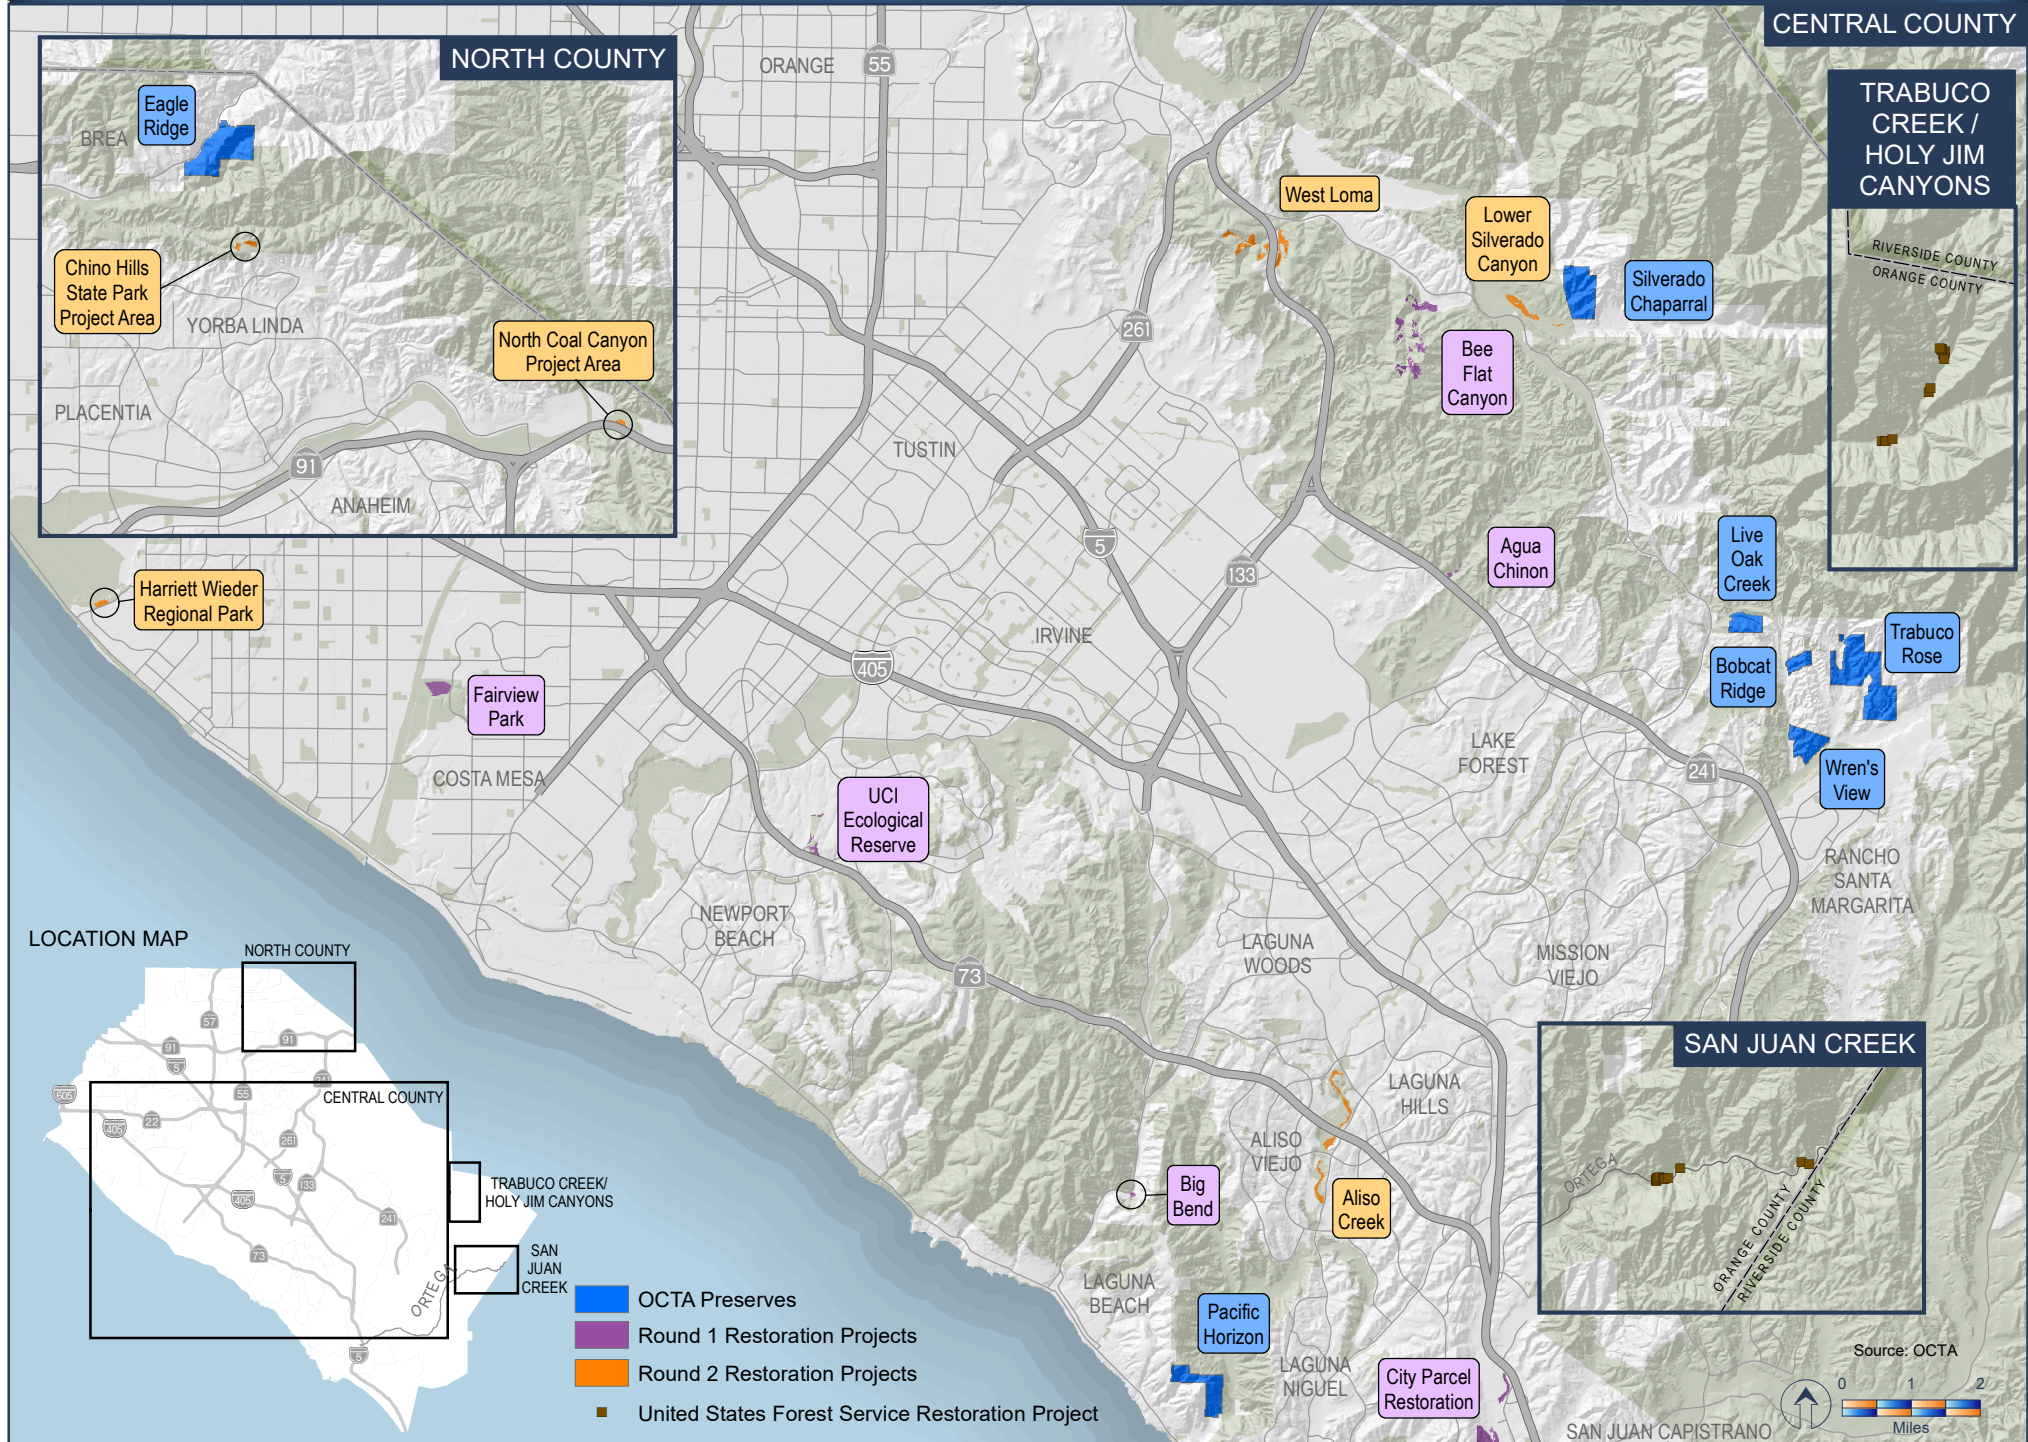 CENTRAL COUNTY
NORTH COUNTY
Eagle
Ridge
BREA
Chino Hills
State Park
Project Area
YORBA LINDA
North Coal Canyon
Project Area
PLACENTIA
CALIFORNIA
91
ANAHEIM
ORANGE
CALIFORNIA
55
TRABUCO
CREEK /
HOLY JIM
CANYONS
RIVERSIDE COUNTY
ORANGE COUNTY
West Loma
Lower
Silverado
Canyon
Silverado
Chaparral
CALIFORNIA
261
Bee
Flat
Canyon
TUSTIN
5
CALIFORNIA
133
Agua
Chinon
Live
Oak
Creek
Harriett Wieder
Regional Park
IRVINE
Trabuco
Rose
Bobcat
Ridge
405
Fairview
Park
COSTA MESA
LAKE
FOREST
CALIFORNIA
241
Wren's
View
UCI
Ecological
Reserve
RANCHO
SANTA
MARGARITA
NEWPORT
BEACH
LAGUNA
WOODS
MISSION
VIEJO
CALIFORNIA
73
LAGUNA
HILLS
ALISO
VIEJO
Big
Bend
Aliso
Creek
LAGUNA
BEACH
Pacific
Horizon
LAGUNA
NIGUEL
City Parcel
Restoration
SAN JUAN CAPISTRANO
SAN JUAN CREEK
ORTEGA
ORANGE COUNTY
RIVERSIDE COUNTY
LOCATION MAP
NORTH COUNTY
57
91
91
5
241
605
55
CENTRAL COUNTY
405
22
261
5
133
405
241
73
TRABUCO CREEK/
HOLY JIM CANYONS
SAN
JUAN
CREEK
ORTEGA
5
OCTA Preserves
Round 1 Restoration Projects
Round 2 Restoration Projects
United States Forest Service Restoration Project
Source: OCTA
0 1 2
Miles